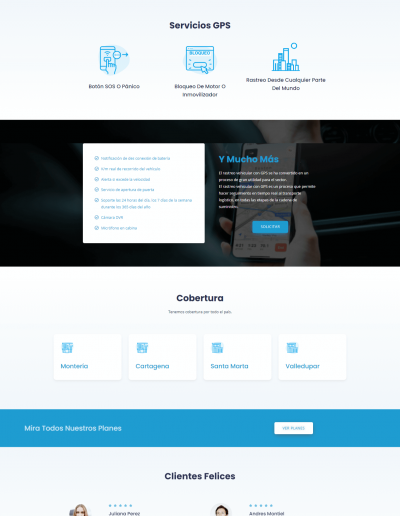 Servicios GPS
BLOQUEO
Botón SOS O Pánico
Bloqueo De Motor O
Inmovilizador
Rastreo Desde Cualquier Parte
Del Mundo
Notificación de des conexión de batería
Km real de recorrido del vehículo
Alerta si excede la velocidad
Servicio de apertura de puerta
Soporte las 24 horas del día, los 7 días de la semana
durante los 365 días del año
Cámara DVR
Micrófono en cabina
Y Mucho Más
El rastreo vehicular con GPS se ha convertido en un
proceso de gran utilidad para el sector.
El rastreo vehicular con GPS es un proceso que permite
hacer seguimiento en tiempo real al transporte
logístico, en todas las etapas de la cadena de
suministro.
SOLICITAR
Cobertura
Tenemos cobertura por todo el país.
Montería
Cartagena
Santa Marta
Valledupar
Mira Todos Nuestros Planes
VER PLANES
Clientes Felices
Juliana Perez
Andres Montiel